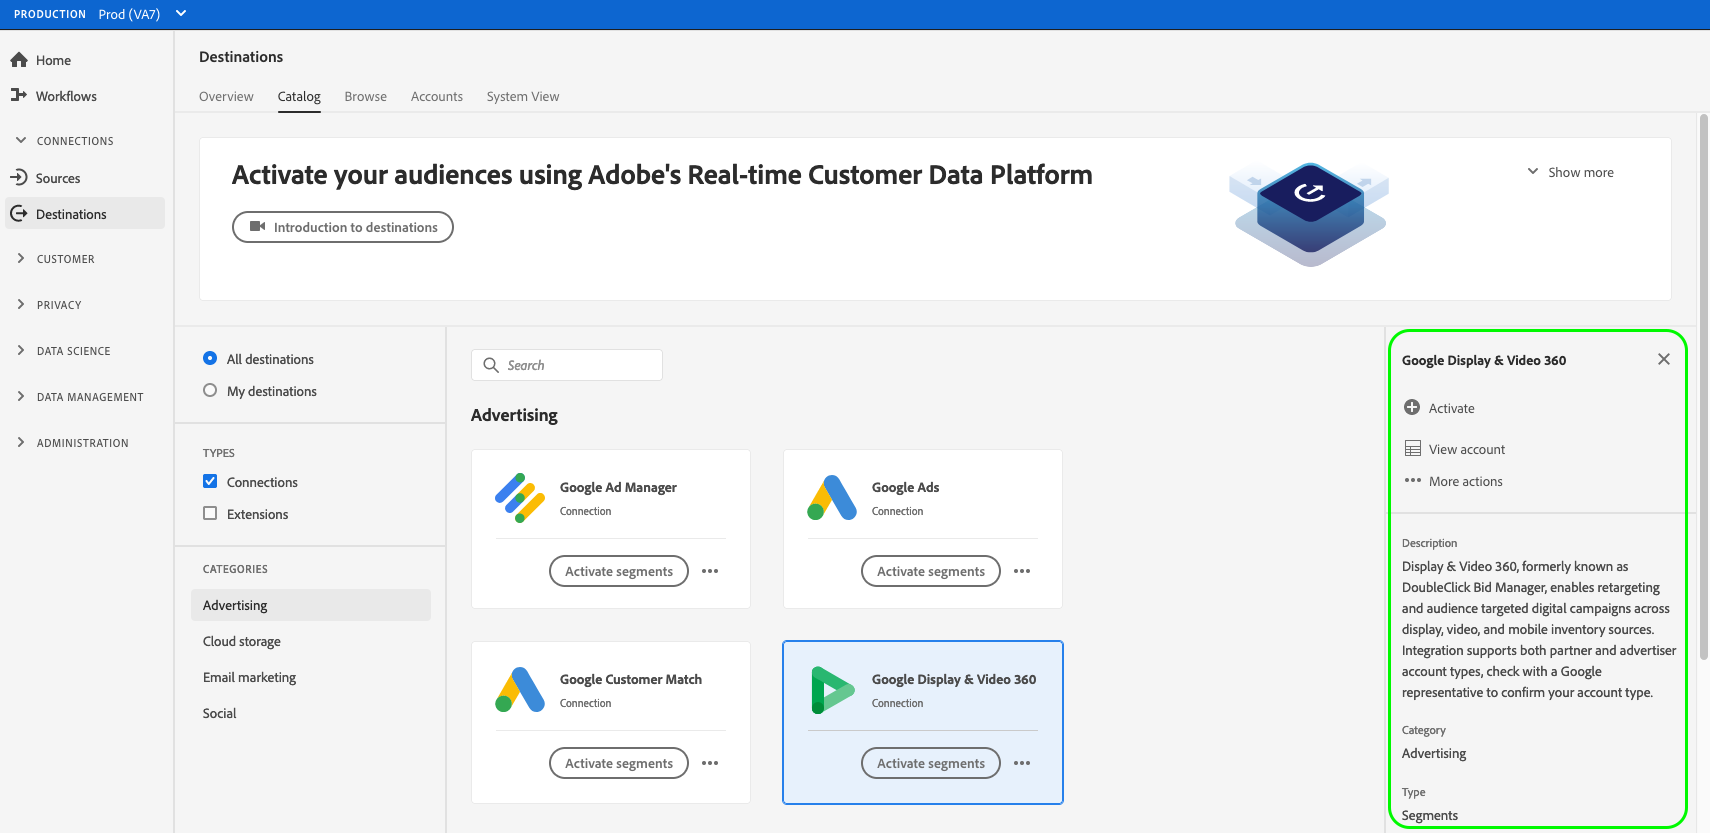 PRODUCTION Prod (VA7)
Home
Workflows
CONNECTIONS
Sources
Destinations
CUSTOMER
PRIVACY
DATA SCIENCE
DATA MANAGEMENT
ADMINISTRATION
Destinations
Overview Catalog Browse Accounts System View
Activate your audiences using Adobe's Real-time Customer Data Platform
Introduction to destinations
Show more
All destinations
My destinations
TYPES
Connections
Extensions
CATEGORIES
Advertising
Cloud storage
Email marketing
Social
Search
Advertising
Google Ad Manager
Connection
Activate segments
Google Ads
Connection
Activate segments
Google Customer Match
Connection
Activate segments
Google Display & Video 360
Connection
Activate segments
Google Display & Video 360
Activate
View account
More actions
Description
Display & Video 360, formerly known as
DoubleClick Bid Manager, enables retargeting
and audience targeted digital campaigns across
display, video, and mobile inventory sources.
Integration supports both partner and advertiser
account types, check with a Google
representative to confirm your account type.
Category
Advertising
Type
Segments